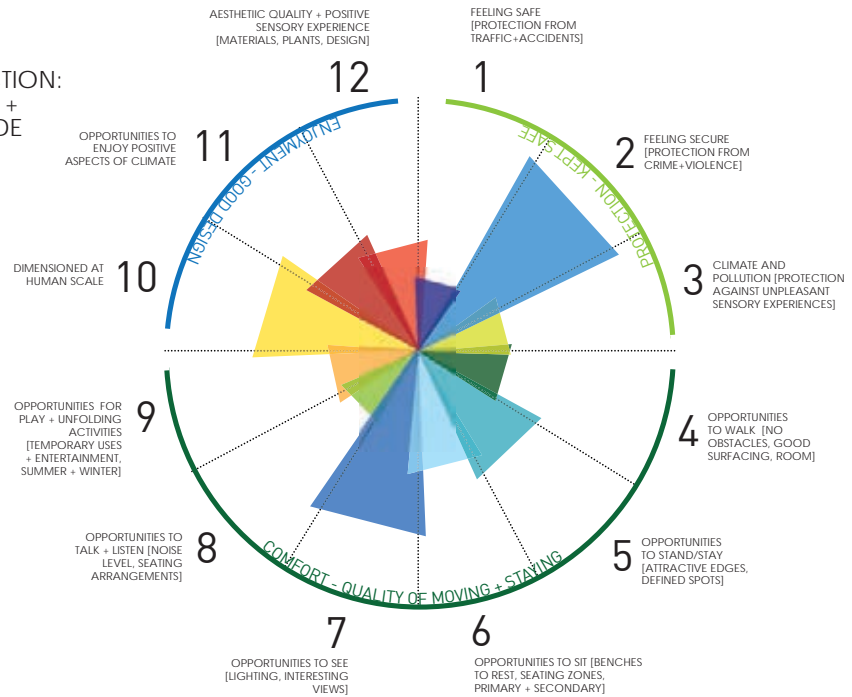 TION:
+
DE
AESTHETIIC QUALITY + POSITIVE
SENSORY EXPERIENCE
[MATERIALS, PLANTS, DESIGN]
12
FEELING SAFE
[PROTECTION FROM
TRAFFIC+ACCIDENTS]
1
2
FEELING SECURE
[PROTECTION FROM
CRIME+VIOLENCE]
3
CLIMATE AND
POLLUTION [PROTECTION
AGAINST UNPLEASANT
SENSORY EXPERIENCES]
4
OPPORTUNITIES
TO WALK [NO
OBSTACLES, GOOD
SURFACING, ROOM]
5
OPPORTUNITIES
TO STAND/STAY
[ATTRACTIVE EDGES,
DEFINED SPOTS]
6
OPPORTUNITIES TO SIT [BENCHES
TO REST, SEATING ZONES,
PRIMARY + SECONDARY]
7
OPPORTUNITIES TO SEE
[LIGHTING, INTERESTING
VIEWS]
OPPORTUNITIES TO
TALK + LISTEN [NOISE
LEVEL, SEATING
ARRANGEMENTS]
8
OPPORTUNITIES FOR
PLAY + UNFOLDING
ACTIVITIES
[TEMPORARY USES
+ ENTERTAINMENT,
SUMMER + WINTER]
9
DIMENSIONED AT
HUMAN SCALE
10
OPPORTUNITIES TO
ENJOY POSITIVE
ASPECTS OF CLIMATE
11
PROTECTION - KEPT SAFE
COMFORT - QUALITY OF MOVING + STAYING
ENJOYMENT- GOOD DESIGN